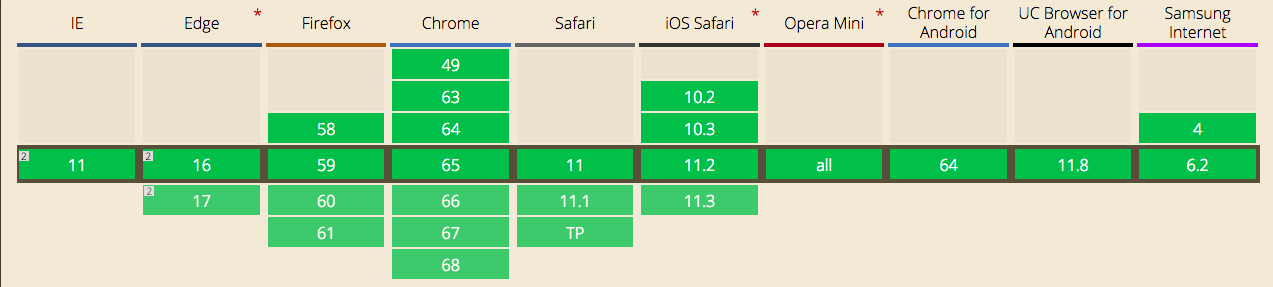 IE Edge * Firefox Chrome Safari iOS Safari * Opera Mini * Chrome for Android UC Browser for Android Samsung Internet
49
63 10.2
58 64 10.3 4
2 11 2 16 59 65 11 11.2 all 64 11.8 6.2
2 17 60 66 11.1 11.3
61 67 TP
68